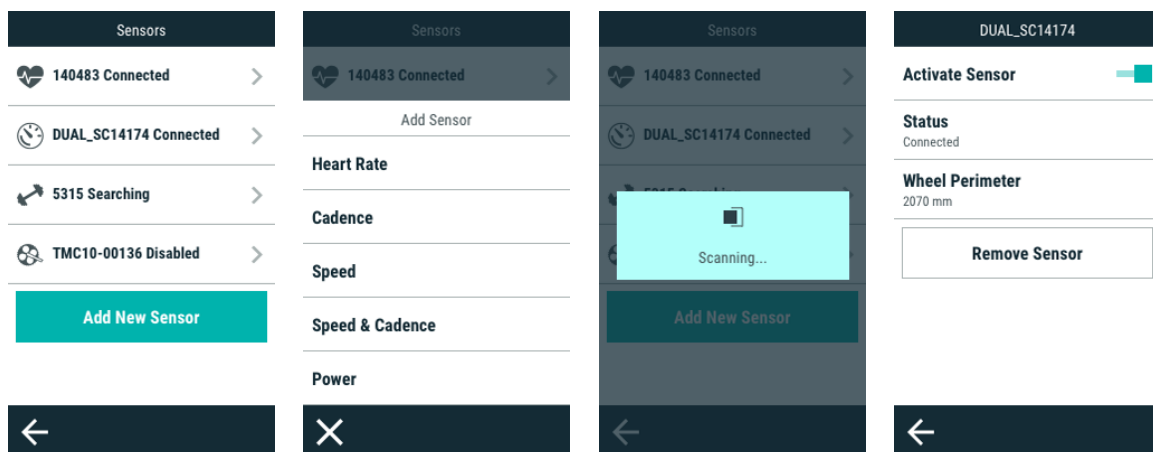 Sensors
140483 Connected
DUAL_SC14174 Connected
5315 Searching
TMC10-00136 Disabled
Add New Sensor
Sensors
140483 Connected
Add Sensor
Heart Rate
Cadence
Speed
Speed & Cadence
Power
Sensors
140483 Connected
DUAL_SC14174 Connected
Scanning...
Add New Sensor
DUAL_SC14174
Activate Sensor
Status
Connected
Wheel Perimeter
2070 mm
Remove Sensor